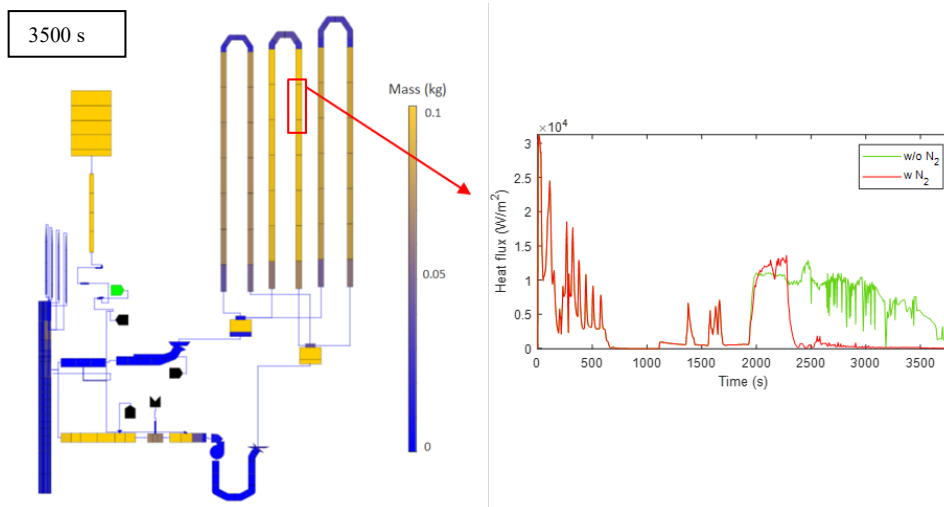 3500 s
Mass (kg)
0.1
0.05
0
×10⁴
3
2.5
2
1.5
1
0.5
0
Heat flux (W/m²)
w/o N₂
w N₂
0 500 1000 1500 2000 2500 3000 3500
Time (s)